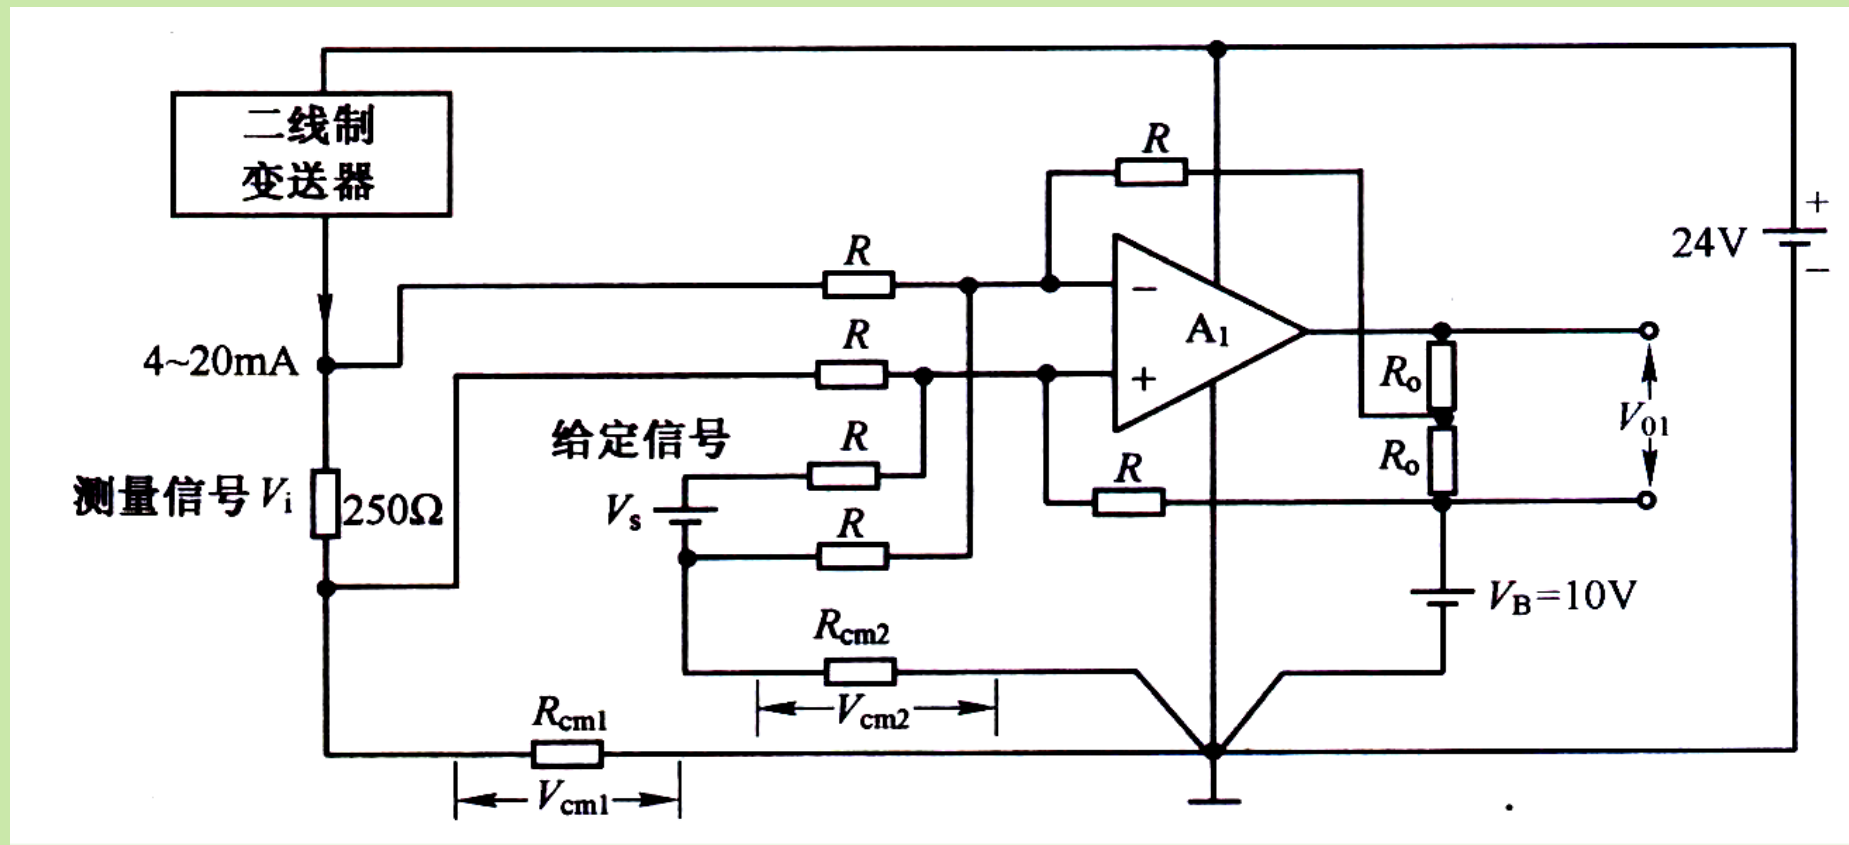 二线制
变送器
4~20mA
测量信号 Vi
250Ω
R
R
给定信号
R
Vs
R
Rcm2
Vcm2
Rcm1
Vcm1
R
−
A1
+
R
Ro
Ro
V01
VB=10V
24V
+
−